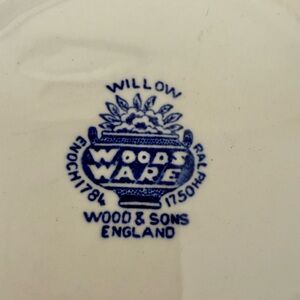 WILLOW
ENOCH 1784
RALPH 1750
WOODS
WARE
WOOD & SONS
ENGLAND